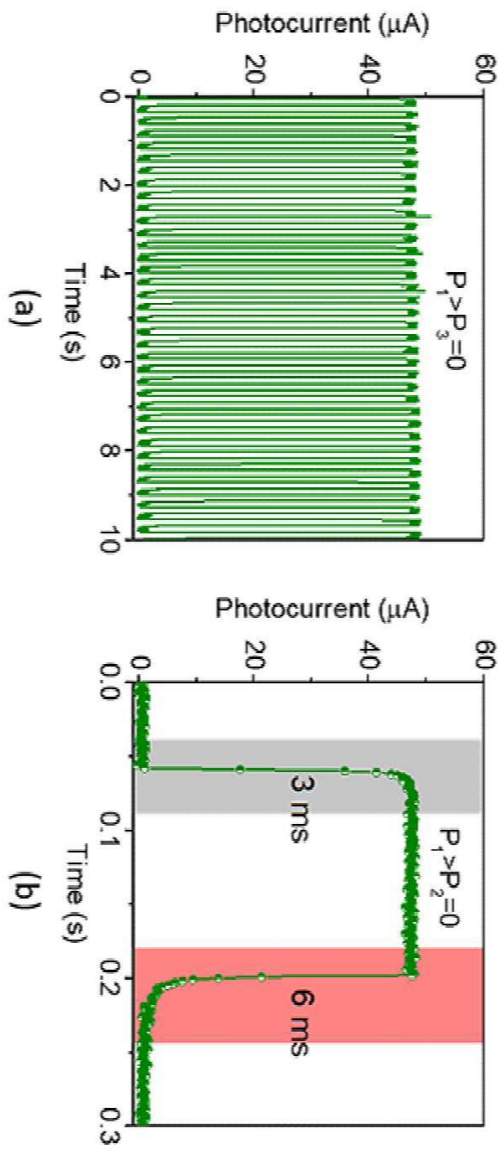 Photocurrent (μA)
60
40
20
0
P₁>P₃=0
0 2 4 6 8 10
Time (s)
(a)
Photocurrent (μA)
60
40
20
0
P₁>P₂=0
3 ms
6 ms
0.0 0.1 0.2 0.3
Time (s)
(b)